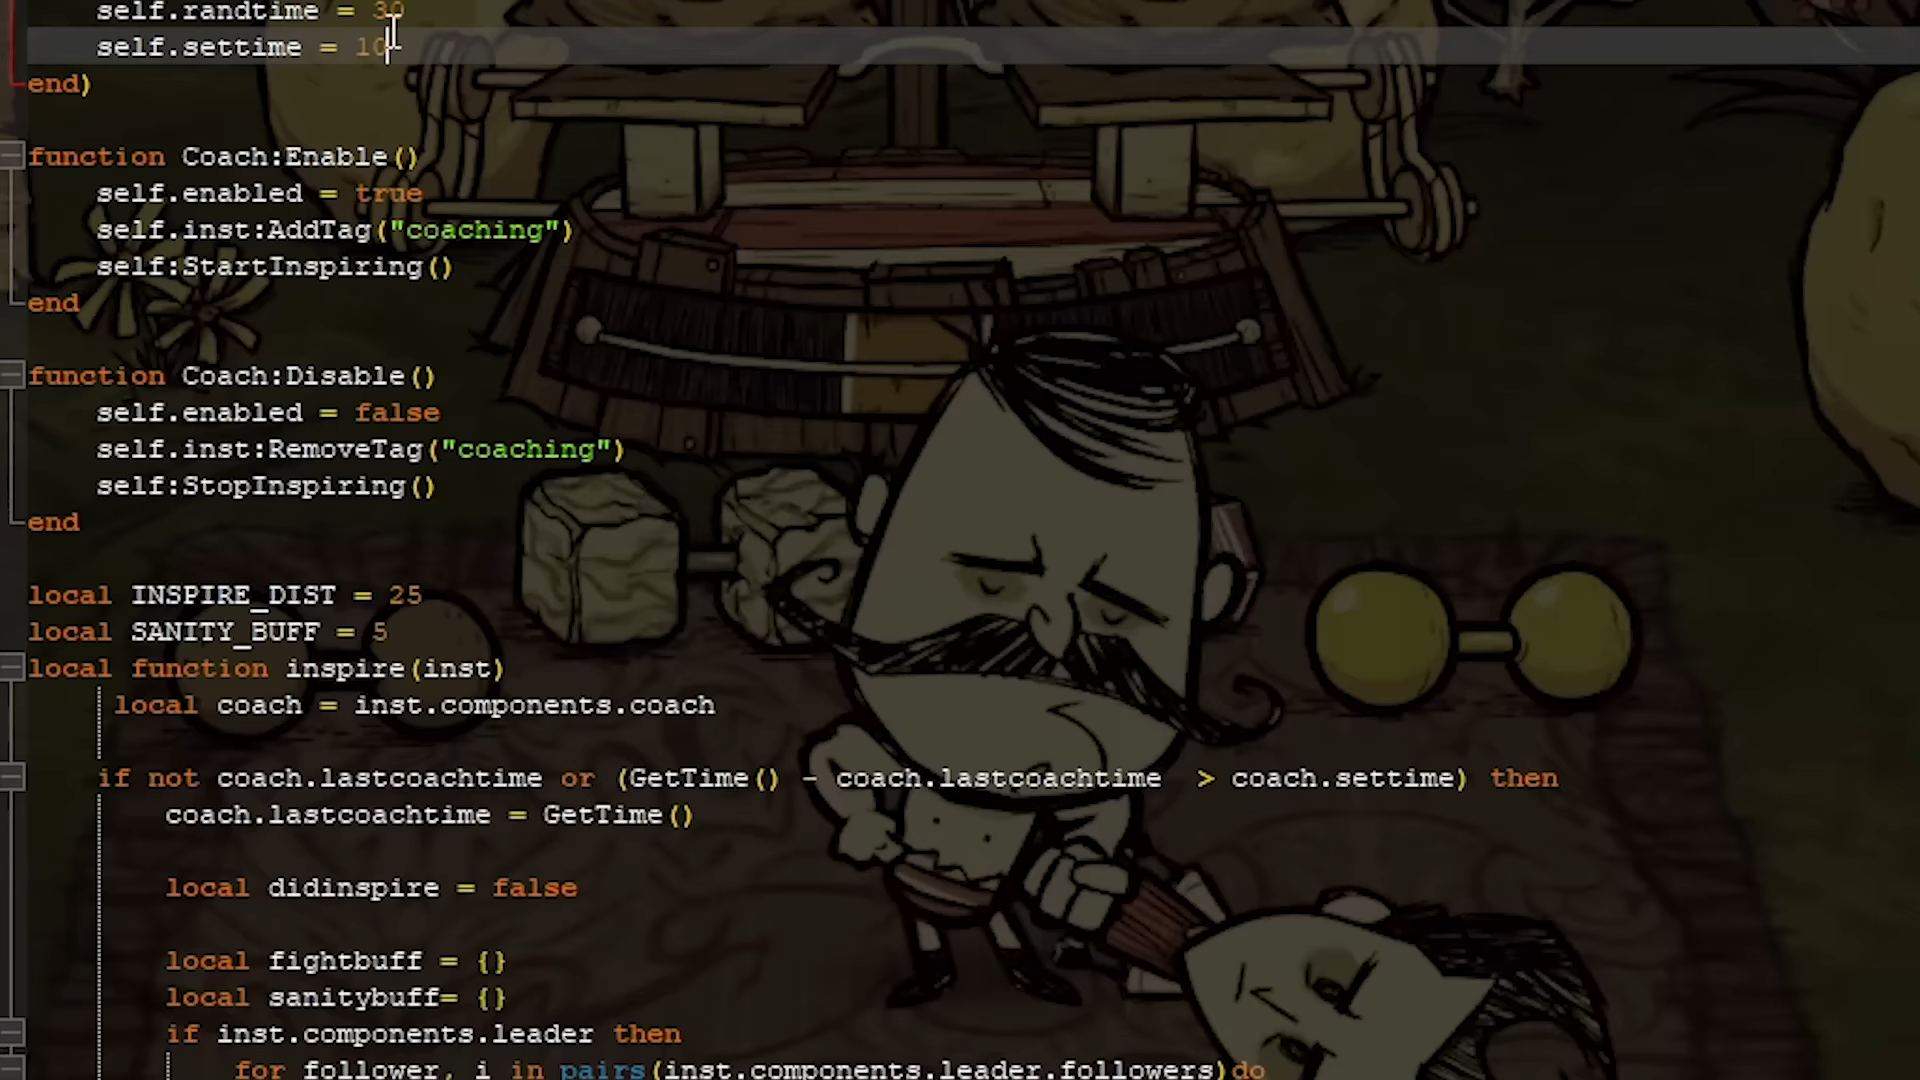 self.randtime = 30
self.settime = 10
end)
function Coach:Enable()
self.enabled = true
self.inst:AddTag("coaching")
self:StartInspiring()
end
function Coach:Disable()
self.enabled = false
self.inst:RemoveTag("coaching")
self:StopInspiring()
end
local INSPIRE_DIST = 25
local SANITY_BUFF = 5
local function inspire(inst)
local coach = inst.components.coach
if not coach.lastcoachtime or (GetTime() - coach.lastcoachtime > coach.settime) then
coach.lastcoachtime = GetTime()
local didinspire = false
local fightbuff = {}
local sanitybuff= {}
if inst.components.leader then
for follower, i in pairs(inst.components.leader.followers)do